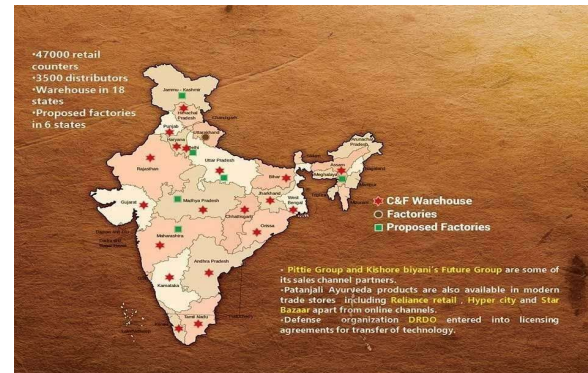 •47000 retail
counters
•3500 distributors
•Warehouse in 18
states
•Proposed factories
in 6 states
Jammu - Kashmir
Himachal
Pradesh
Punjab
Uttarakhand
Haryana
Delhi
Rajasthan
Uttar Pradesh
Bihar
Arunachal
Pradesh
Assam
Meghalaya
Nagaland
Gujarat
Madhya Pradesh
Jharkhand
West
Bengal
Chhattisgarh
Orissa
Maharashtra
Andhra Pradesh
Karnataka
Tamil Nadu
C&F Warehouse
Factories
Proposed Factories
• Pittie Group and Kishore biyani's Future Group are some of
its sales channel partners.
•Patanjali Ayurveda products are also available in modern
trade stores including Reliance retail , Hyper city and Star
Bazaar apart from online channels.
•Defense organization DRDO entered into licensing
agreements for transfer of technology.